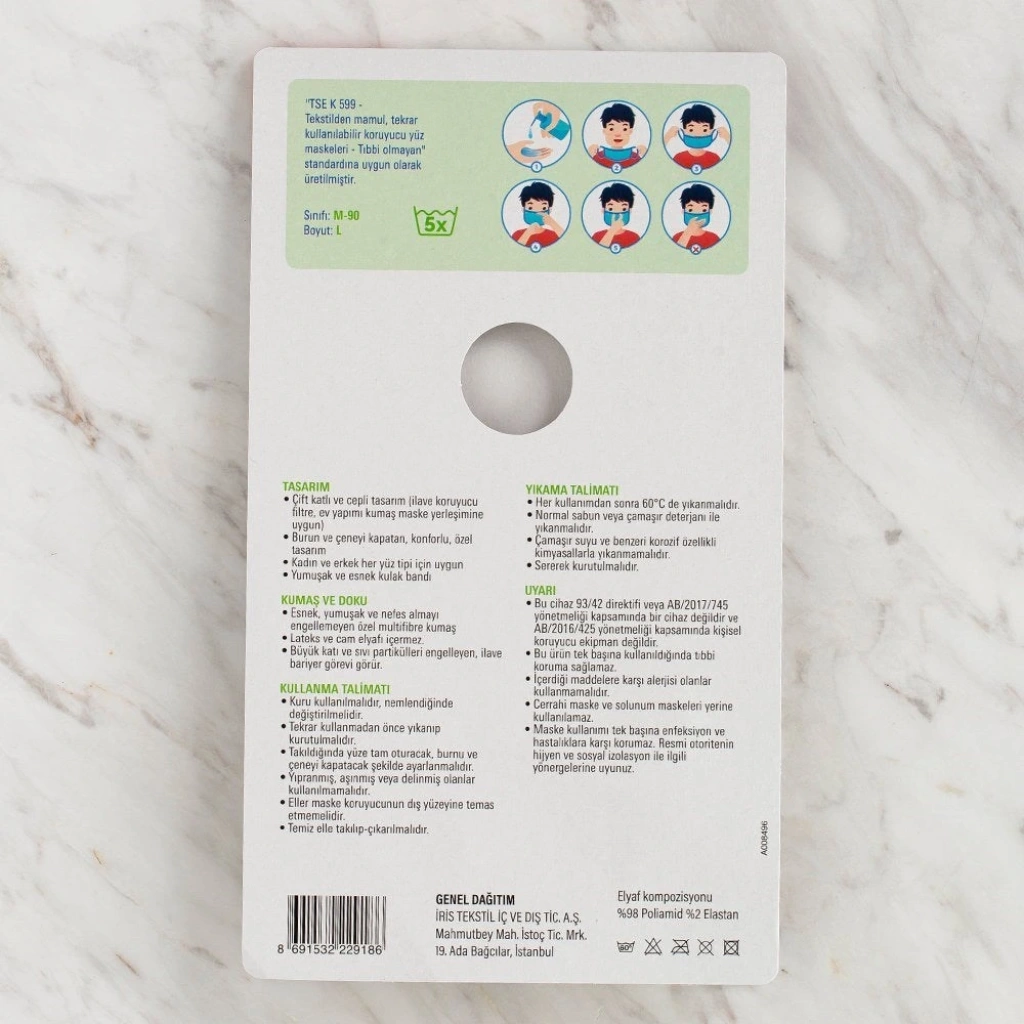 "TSE K 599 -
Tekstilden mamul, tekrar
kullanılabilir koruyucu yüz
maskeleri - Tıbbi olmayan"
standardına uygun olarak
üretilmiştir.
Sınıfı: M-90
Boyut: L
5x
1
2
3
4
5
TASARIM
• Çift katlı ve cepli tasarım (ilave koruyucu
filtre, ev yapımı kumaş maske yerleşimine
uygun)
• Burun ve çeneyi kapatan, konforlu, özel
tasarım
• Kadın ve erkek her yüz tipi için uygun
• Yumuşak ve esnek kulak bandı
KUMAŞ VE DOKU
• Esnek, yumuşak ve nefes almayı
engellemeyen özel multifibre kumaş
• Lateks ve cam elyafı içermez.
• Büyük katı ve sıvı partikülleri engelleyen, ilave
bariyer görevi görür.
KULLANMA TALİMATI
• Kuru kullanılmalıdır, nemlendiğinde
değiştirilmelidir.
• Tekrar kullanmadan önce yıkanıp
kurutulmalıdır.
• Takıldığında yüze tam oturacak, burnu ve
çeneyi kapatacak şekilde ayarlanmalıdır.
• Yıpranmış, aşınmış veya delinmiş olanlar
kullanılmamalıdır.
• Eller maske koruyucunun dış yüzeyine temas
etmemelidir.
• Temiz elle takılıp-çıkarılmalıdır.
YIKAMA TALİMATI
• Her kullanımdan sonra 60°C de yıkanmalıdır.
• Normal sabun veya çamaşır deterjanı ile
yıkanmalıdır.
• Çamaşır suyu ve benzeri korozif özellikli
kimyasallarla yıkanmamalıdır.
• Sererek kurutulmalıdır.
UYARI
• Bu cihaz 93/42 direktifi veya AB/2017/745
yönetmeliği kapsamında bir cihaz değildir ve
AB/2016/425 yönetmeliği kapsamında kişisel
koruyucu ekipman değildir.
• Bu ürün tek başına kullanıldığında tıbbi
koruma sağlamaz.
• İçerdiği maddelere karşı alerjisi olanlar
kullanmamalıdır.
• Cerrahi maske ve solunum maskeleri yerine
kullanılamaz.
• Maske kullanımı tek başına enfeksiyon ve
hastalıklara karşı korumaz. Resmi otoritenin
hijyen ve sosyal izolasyon ile ilgili
yönergelerine uyunuz.
A008496
8 691532 229186
GENEL DAĞITIM
İRİS TEKSTİL İÇ VE DIŞ TİC. A.Ş.
Mahmutbey Mah. İstoç Tic. Mrk.
19. Ada Bağcılar, İstanbul
Elyaf kompozisyonu
%98 Poliamid %2 Elastan
60°